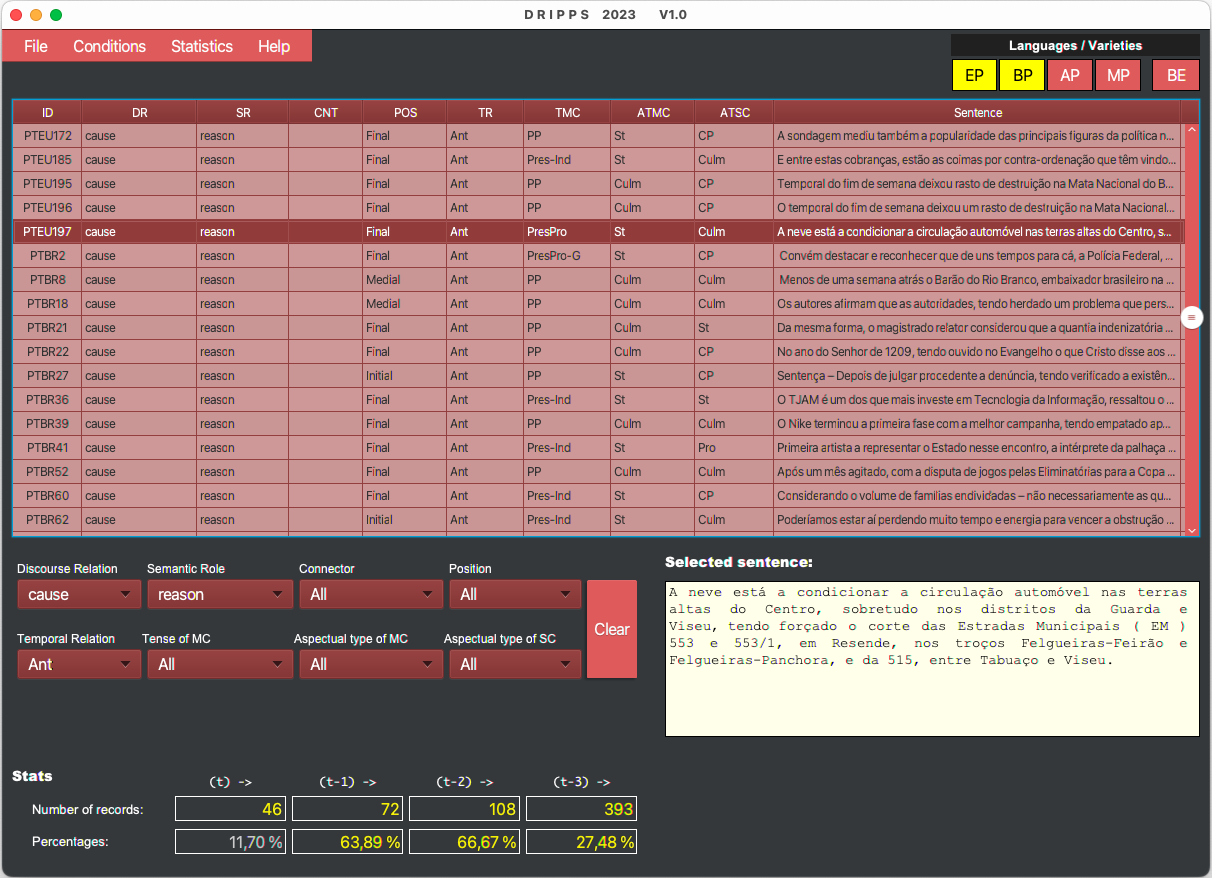 DRIPPS 2023 V1.0
File Conditions Statistics Help
Languages / Varieties
EP BP AP MP BE
ID DR SR CNT POS TR TMC ATMC ATSC Sentence
PTEU172 cause reason Final Ant PP St CP A sondagem mediu também a popularidade das principais figuras da política n...
PTEU185 cause reason Final Ant Pres-Ind St Culm E entre estas cobranças, estão as coimas por contra-ordenação que têm vindo...
PTEU195 cause reason Final Ant PP Culm CP Temporal do fim de semana deixou rasto de destruição na Mata Nacional do B...
PTEU196 cause reason Final Ant PP Culm CP O temporal do fim de semana deixou um rasto de destruição na Mata Nacional...
PTEU197 cause reason Final Ant PresPro St Culm A neve está a condicionar a circulação automóvel nas terras altas do Centro, s...
PTBR2 cause reason Final Ant PresPro-G St CP Convém destacar e reconhecer que de uns tempos para cá, a Polícia Federal, ...
PTBR8 cause reason Medial Ant PP Culm Culm Menos de uma semana atrás o Barão do Rio Branco, embaixador brasileiro na ...
PTBR18 cause reason Medial Ant PP Culm Culm Os autores afirmam que as autoridades, tendo herdado um problema que pers...
PTBR21 cause reason Final Ant PP Culm St Da mesma forma, o magistrado relator considerou que a quantia indenizatória ...
PTBR22 cause reason Final Ant PP Culm CP No ano do Senhor de 1209, tendo ouvido no Evangelho o que Cristo disse aos ...
PTBR27 cause reason Initial Ant PP St CP Sentença – Depois de julgar procedente a denúncia, tendo verificado a existên...
PTBR36 cause reason Final Ant Pres-Ind St St O TJAM é um dos que mais investe em Tecnologia da Informação, ressaltou o ...
PTBR39 cause reason Final Ant PP Culm Culm O Nike terminou a primeira fase com a melhor campanha, tendo empatado ap...
PTBR41 cause reason Final Ant Pres-Ind St Pro Primeira artista a representar o Estado nesse encontro, a intérprete da palhaça ...
PTBR52 cause reason Final Ant PP Culm Culm Após um mês agitado, com a disputa de jogos pelas Eliminatórias para a Copa ...
PTBR60 cause reason Final Ant Pres-Ind St CP Considerando o volume de famílias endividadas – não necessariamente as qu...
PTBR62 cause reason Initial Ant Pres-Ind St Culm Poderíamos estar aí perdendo muito tempo e energia para vencer a obstrução ...
Discourse Relation Semantic Role Connector Position
cause reason All All
Temporal Relation Tense of MC Aspectual type of MC Aspectual type of SC
Ant All All All
Clear
Selected sentence:
A neve está a condicionar a circulação automóvel nas terras
altas do Centro, sobretudo nos distritos da Guarda e
Viseu, tendo forçado o corte das Estradas Municipais ( EM )
553 e 553/1, em Resende, nos troços Felgueiras-Feirão e
Felgueiras-Panchora, e da 515, entre Tabuaço e Viseu.
Stats (t) -> (t-1) -> (t-2) -> (t-3) ->
Number of records: 46 72 108 393
Percentages: 11,70 % 63,89 % 66,67 % 27,48 %